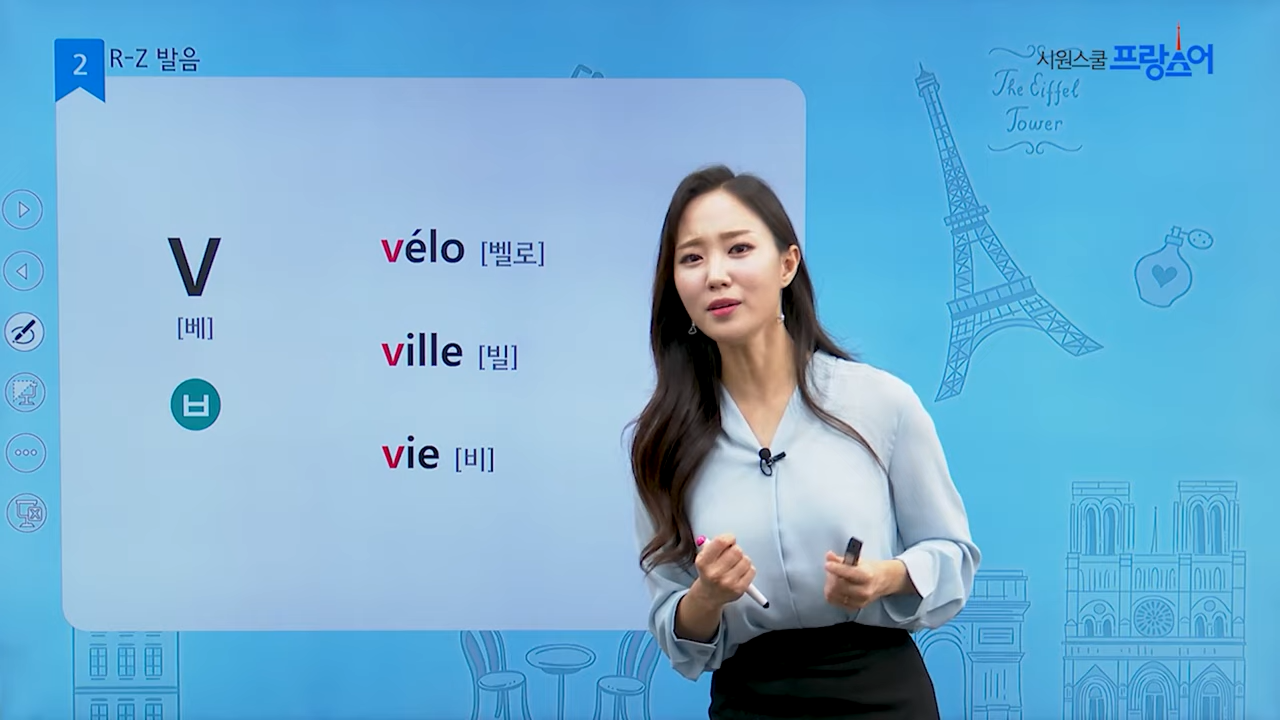 2 R-Z 발음
시원스쿨 프랑스어
The Eiffel
Tower
V
[베]
ㅂ
vélo [벨로]
ville [빌]
vie [비]